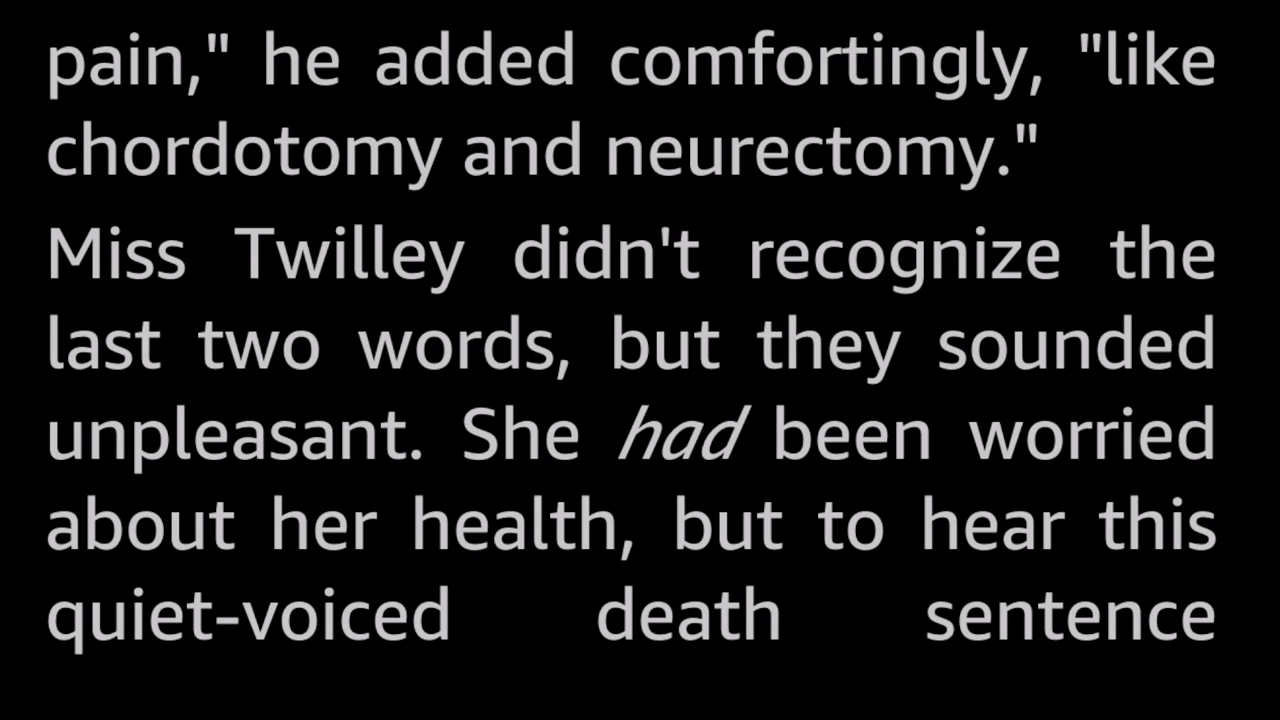 pain," he added comfortingly, "like
chordotomy and neurectomy."
Miss Twilley didn't recognize the
last two words, but they sounded
unpleasant. She had been worried
about her health, but to hear this
quiet-voiced death sentence